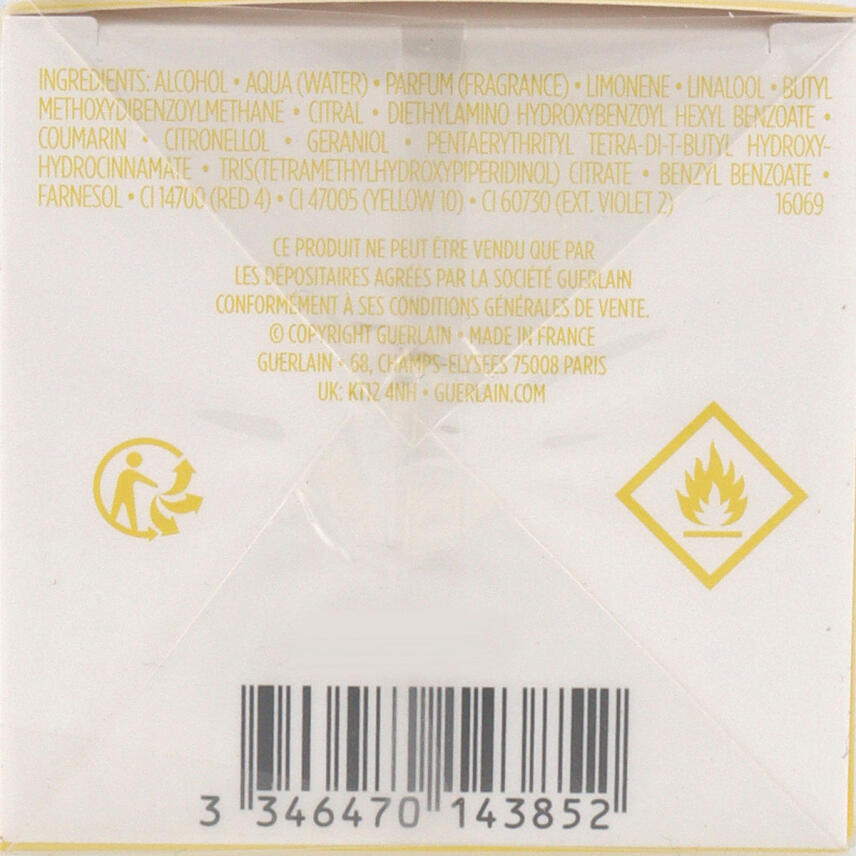 INGREDIENTS: ALCOHOL • AQUA (WATER) • PARFUM (FRAGRANCE) • LIMONENE • LINALOOL • BUTYL
METHOXYDIBENZOYLMETHANE • CITRAL • DIETHYLAMINO HYDROXYBENZOYL HEXYL BENZOATE •
COUMARIN • CITRONELLOL • GERANIOL • PENTAERYTHRITYL TETRA-DI-T-BUTYL HYDROXY-
HYDROCINNAMATE • TRIS(TETRAMETHYLHYDROXYPIPERIDINOL) CITRATE • BENZYL BENZOATE •
FARNESOL • CI 14700 (RED 4) • CI 47005 (YELLOW 10) • CI 60730 (EXT. VIOLET 2) 16069
CE PRODUIT NE PEUT ÊTRE VENDU QUE PAR
LES DÉPOSITAIRES AGRÉÉS PAR LA SOCIÉTÉ GUERLAIN
CONFORMÉMENT À SES CONDITIONS GÉNÉRALES DE VENTE.
© COPYRIGHT GUERLAIN • MADE IN FRANCE
GUERLAIN • 68, CHAMPS-ELYSEES 75008 PARIS
UK: KT12 4NH • GUERLAIN.COM
3 346470 143852